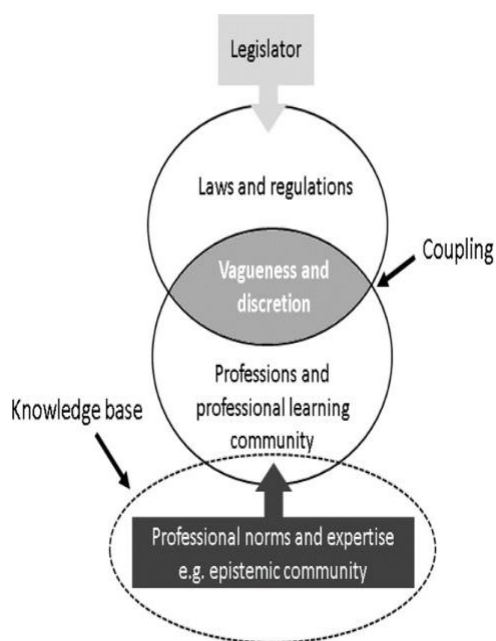 Legislator
Laws and regulations
Vagueness and
discretion
Coupling
Professions and
professional learning
community
Knowledge base
Professional norms and expertise
e.g. epistemic community